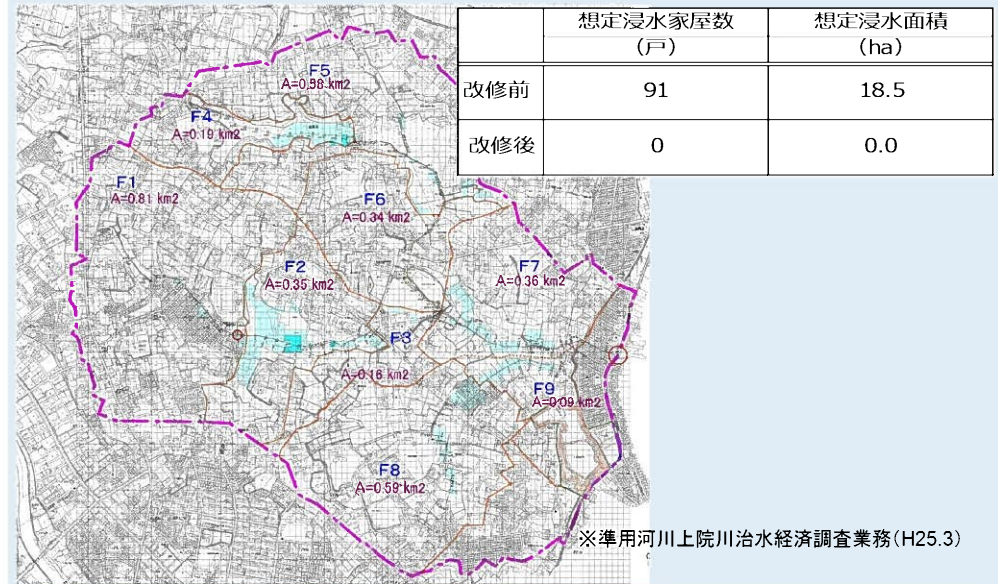 想定浸水家屋数
(戸)
想定浸水面積
(ha)
改修前
91
18.5
改修後
0
0.0
F5
A=0.58 km2
F4
A=0.19 km2
F1
A=0.81 km2
F6
A=0.34 km2
F2
A=0.35 km2
F7
A=0.36 km2
F3
A=0.16 km2
F9
A=0.09 km2
F8
A=0.59 km2
※準用河川上院川治水経済調査業務(H25.3)